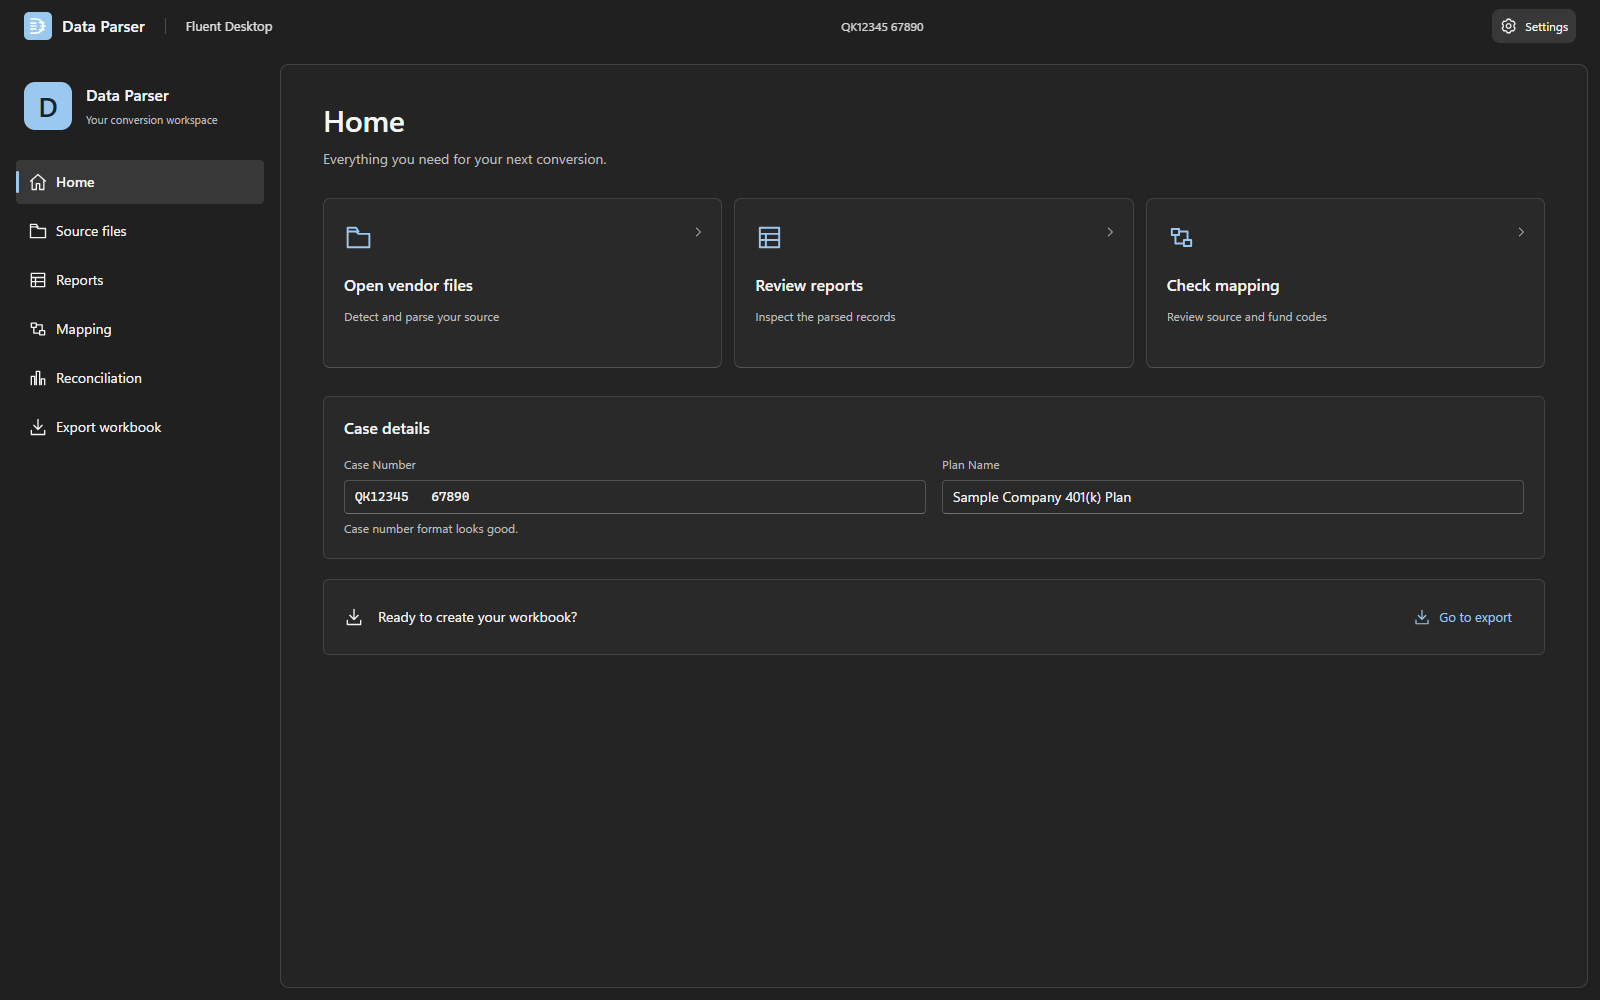 Data Parser
Fluent Desktop
QK12345 67890
Settings
D
Data Parser
Your conversion workspace
Home
Source files
Reports
Mapping
Reconciliation
Export workbook
Home
Everything you need for your next conversion.
Open vendor files
Detect and parse your source
Review reports
Inspect the parsed records
Check mapping
Review source and fund codes
Case details
Case Number
QK12345   67890
Case number format looks good.
Plan Name
Sample Company 401(k) Plan
Ready to create your workbook?
Go to export